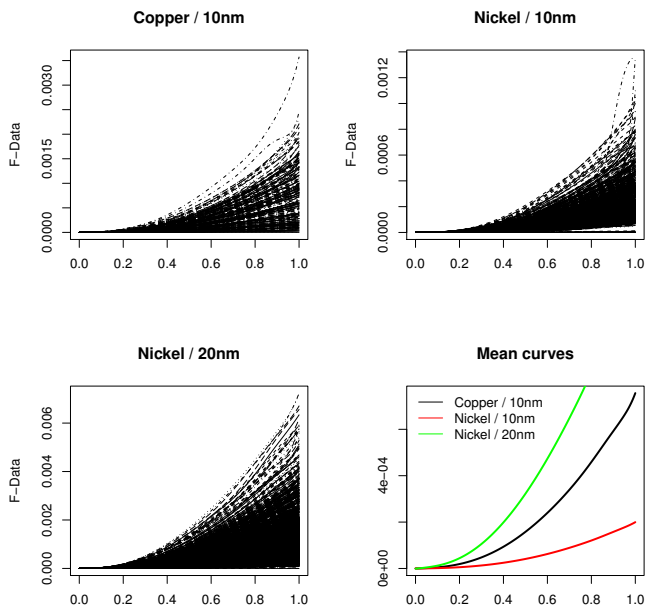 Copper / 10nm
F−Data
0.0000
0.0015
0.0030
0.0 0.2 0.4 0.6 0.8 1.0
Nickel / 10nm
F−Data
0.0000
0.0006
0.0012
0.0 0.2 0.4 0.6 0.8 1.0
Nickel / 20nm
F−Data
0.000
0.002
0.004
0.006
0.0 0.2 0.4 0.6 0.8 1.0
Mean curves
Copper / 10nm
Nickel / 10nm
Nickel / 20nm
0e+00
4e−04
0.0 0.2 0.4 0.6 0.8 1.0